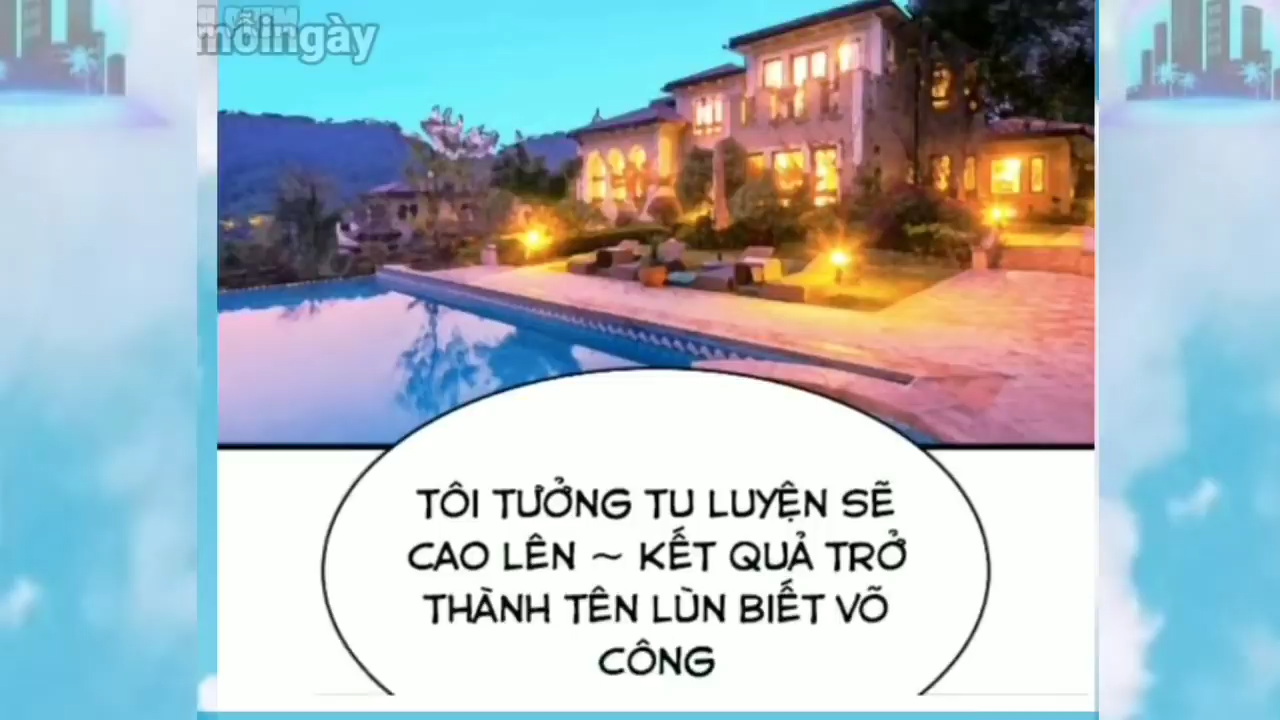 mỗingày
TÔI TƯỞNG TU LUYỆN SẼ
CAO LÊN ~ KẾT QUẢ TRỞ
THÀNH TÊN LÙN BIẾT VÕ
CÔNG